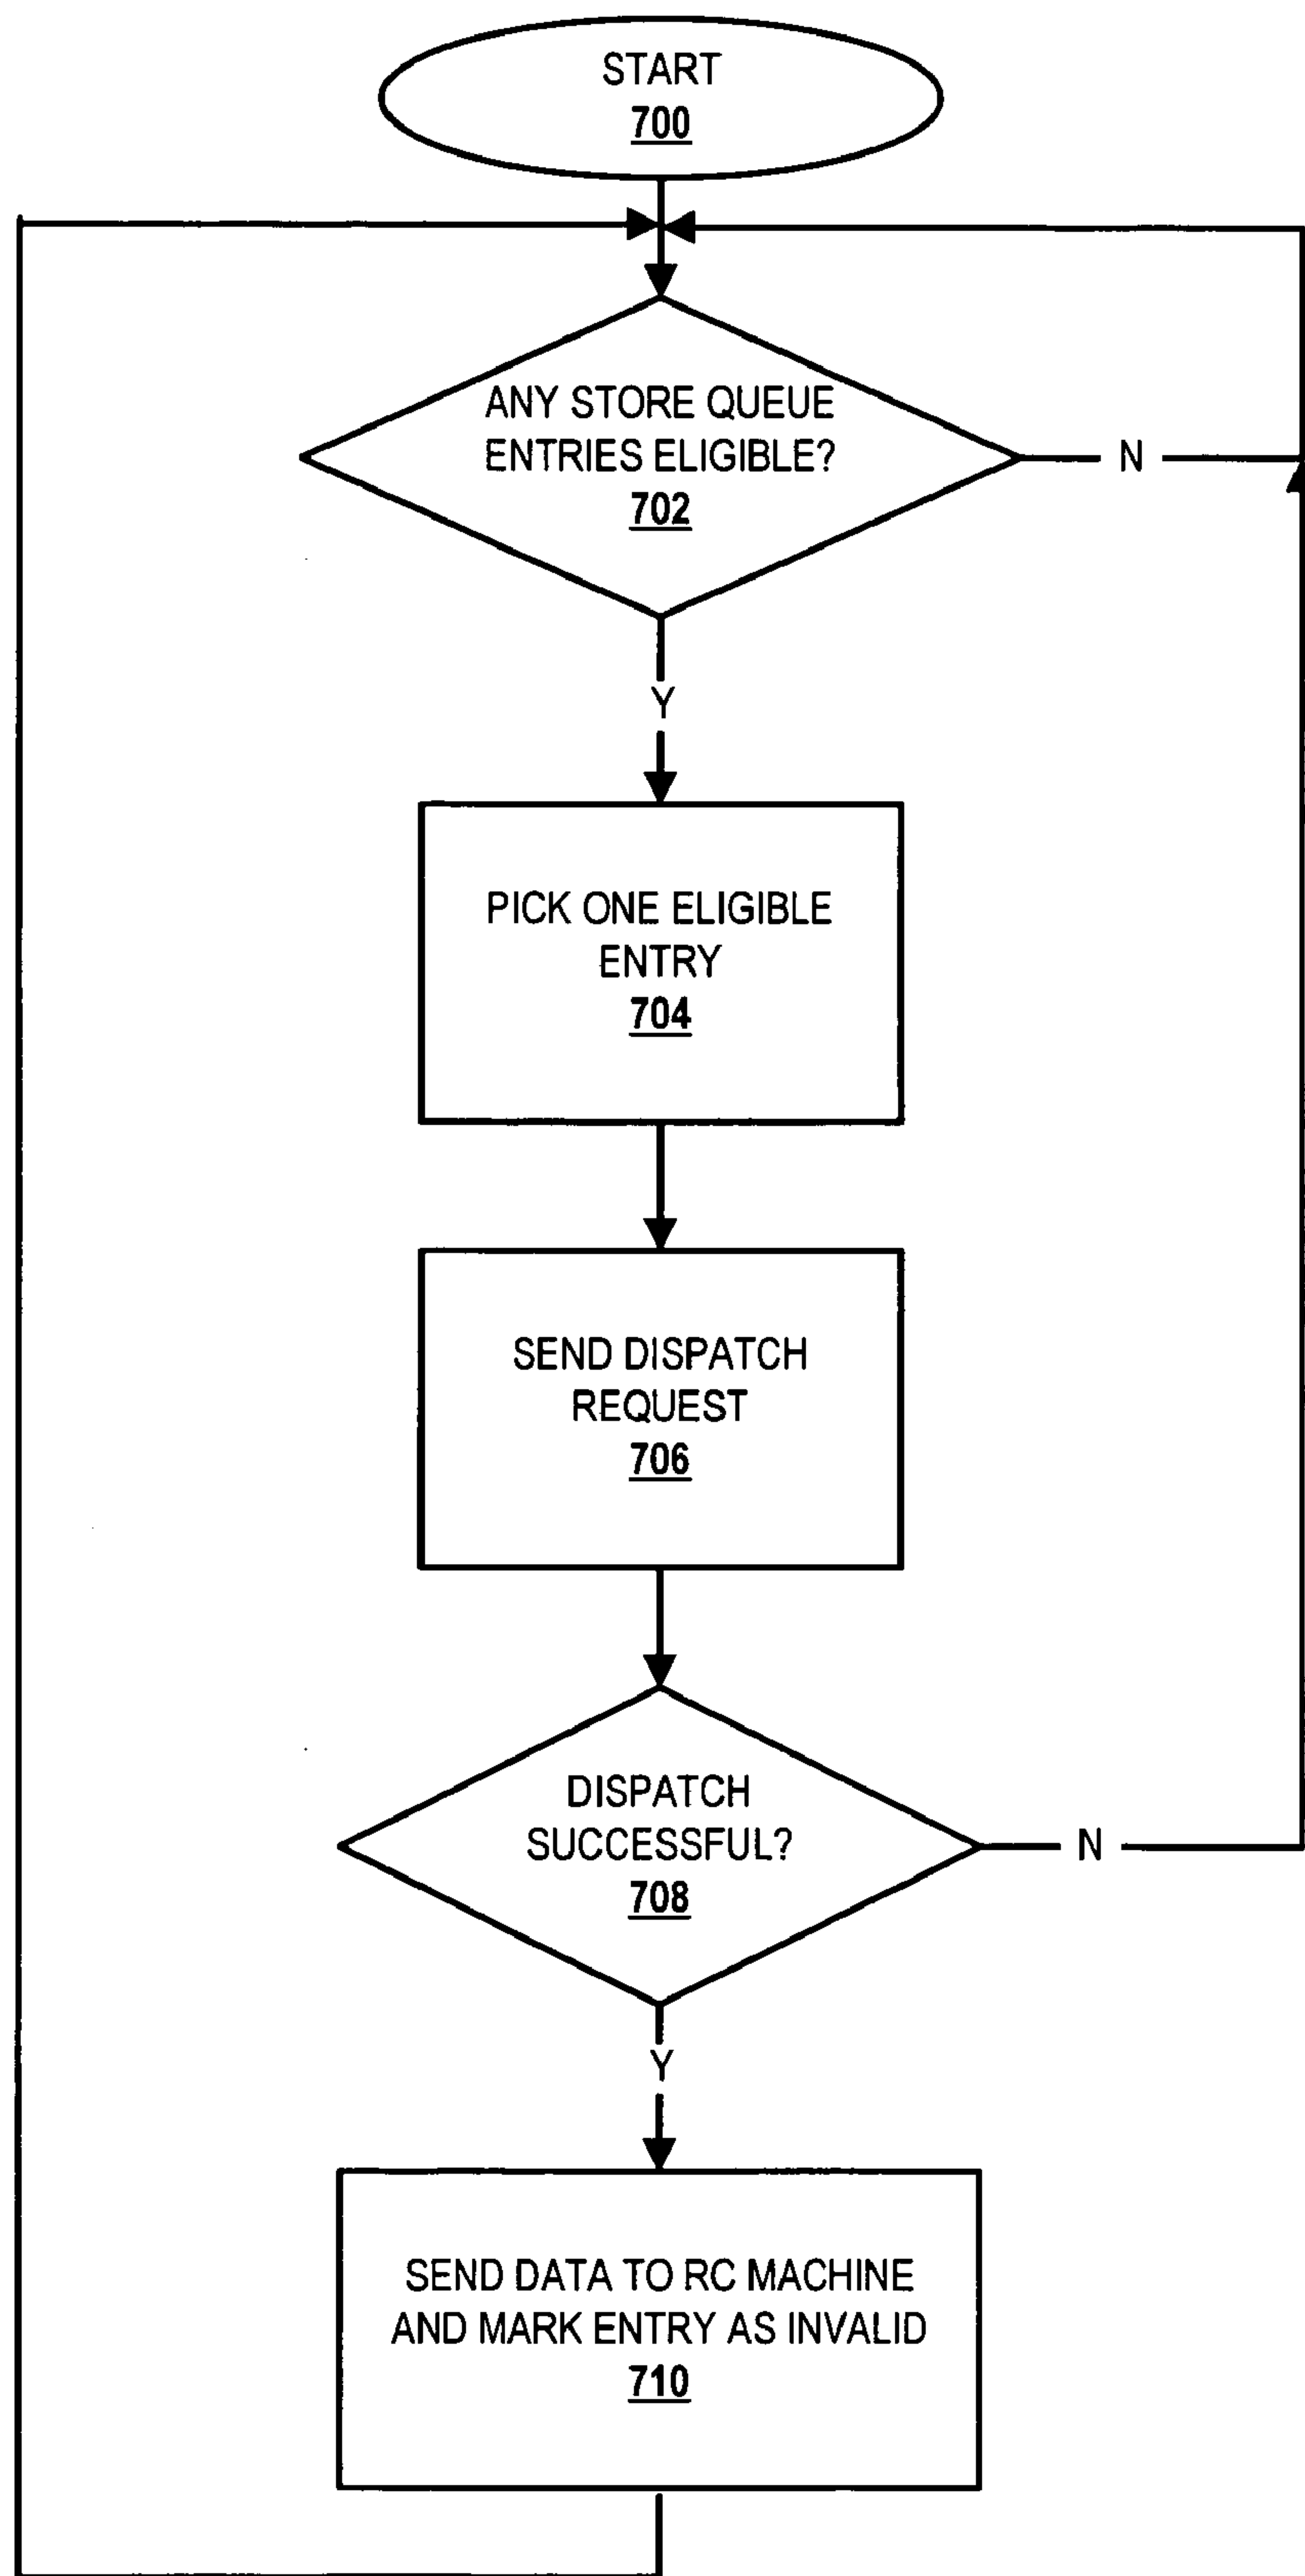 START
700
ANY STORE QUEUE
ENTRIES ELIGIBLE?
702
N
Y
PICK ONE ELIGIBLE
ENTRY
704
SEND DISPATCH
REQUEST
706
DISPATCH
SUCCESSFUL?
708
N
Y
SEND DATA TO RC MACHINE
AND MARK ENTRY AS INVALID
710